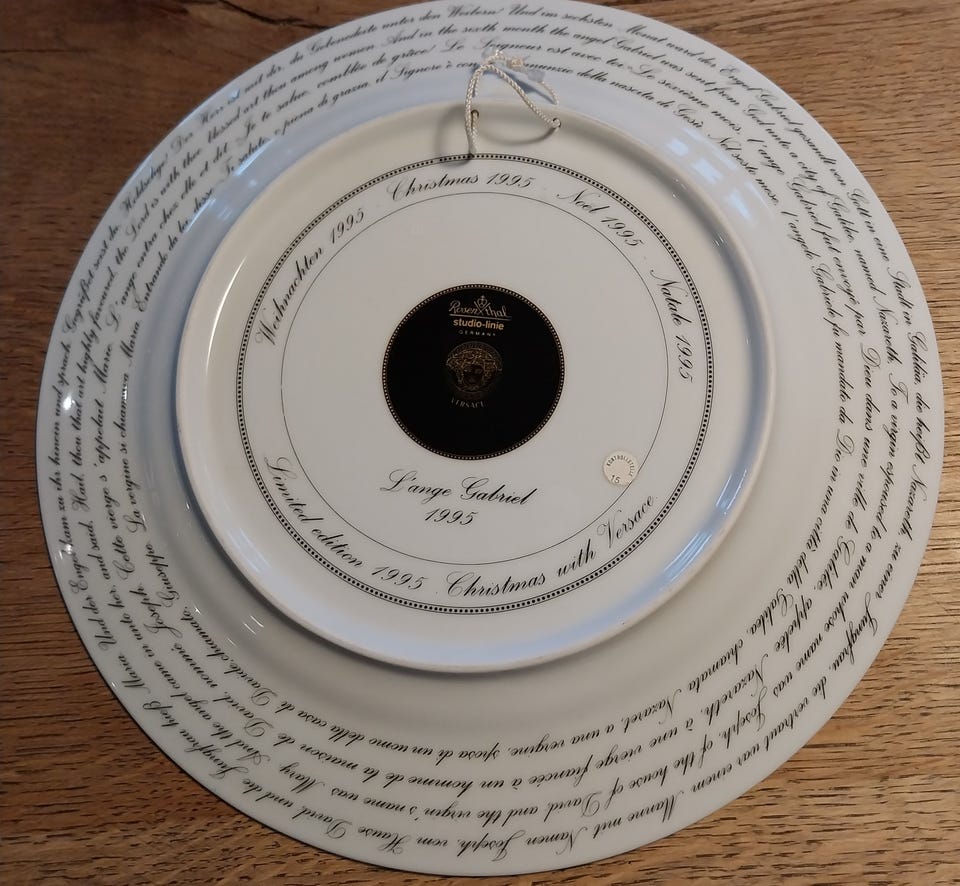 Und im sechsten Monat ward der Engel Gabriel gesandt von Gott in eine Stadt in Galiläa, die heißt Nazareth, zu einer Jungfrau, die vertraut war einem Manne mit Namen Joseph, vom Hause David, und die Jungfrau hieß Maria. Und der Engel kam zu ihr hinein und sprach: Gegrüßet seist du Holdselige! Der Herr ist mit dir, du Gebenedeite unter den Weibern!
And in the sixth month the angel Gabriel was sent from God unto a city of Galilee, named Nazareth, To a virgin espoused to a man whose name was Joseph, of the house of David, and the virgin's name was Mary. And the angel came in unto her, and said, Hail, thou that art highly favoured, the Lord is with thee: blessed art thou among women.
Le sixième mois, l'ange Gabriel fut envoyé par Dieu dans une ville de Galilée, appelée Nazareth, à une vierge fiancée à un homme de la maison de David, nommé Joseph. Cette vierge s'appelait Marie. L'ange entra chez elle et dit: Je te salue, comblée de grâce! Le Seigneur est avec toi.
Nel sesto mese, l'angelo Gabriele fu mandato da Dio in una città della Galilea chiamata Nazaret, a una vergine, sposa di un uomo della casa di Davide, chiamato Giuseppe. La vergine si chiamava Maria. Entrando da lei, disse: Ti saluto, o piena di grazia, il Signore è con della nascita di Gesù.
Weihnachten 1995 · Christmas 1995 · Noël 1995 · Natale 1995
Rosenthal
studio-linie
GERMANY
VERSACE
KONTROLLSTELLE
15
L'ange Gabriel
1995
Limited edition 1995 Christmas with Versace